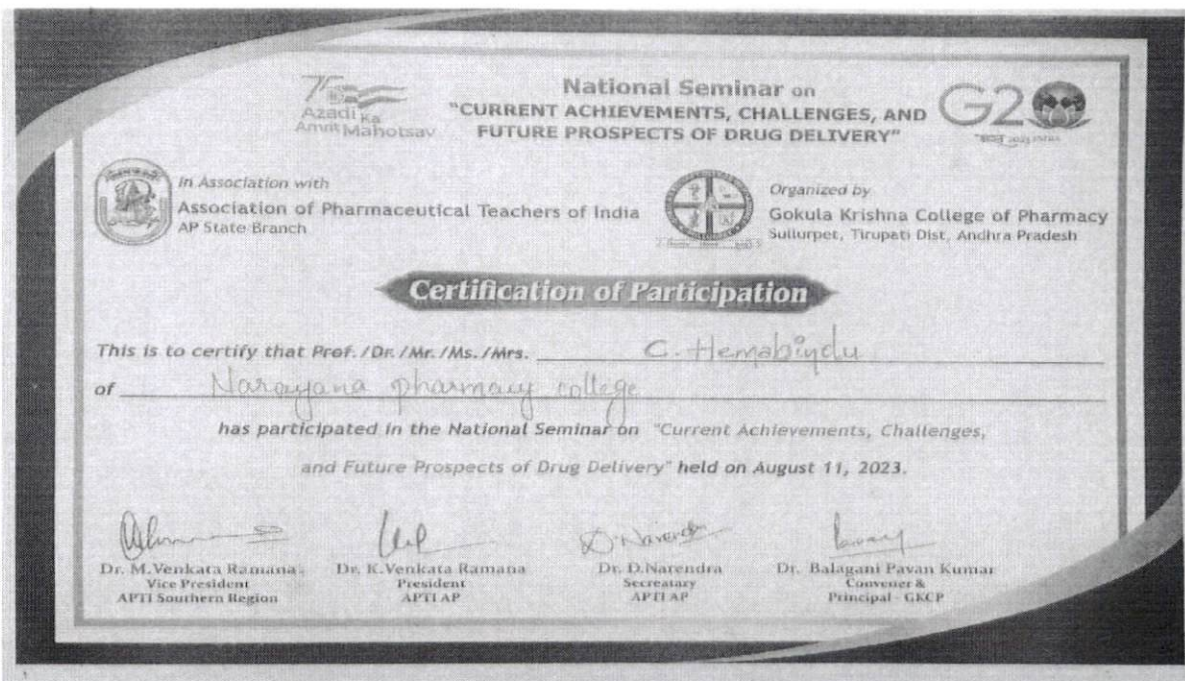 Azadi Ka
Amrit Mahotsav
National Seminar on
"CURRENT ACHIEVEMENTS, CHALLENGES, AND
FUTURE PROSPECTS OF DRUG DELIVERY"
G20
In Association with
Association of Pharmaceutical Teachers of India
AP State Branch
Organized by
Gokula Krishna College of Pharmacy
Sullurpet, Tirupati Dist, Andhra Pradesh
Certification of Participation
This is to certify that Prof./Dr./Mr./Ms./Mrs. C. Hemabindu
of Narayana pharmacy college
has participated in the National Seminar on "Current Achievements, Challenges,
and Future Prospects of Drug Delivery" held on August 11, 2023.
D. Narendra
Dr. M.Venkata Ramana
Vice President
APTI Southern Region
Dr. K.Venkata Ramana
President
APTI AP
Dr. D.Narendra
Secreatary
APTI AP
Dr. Balagani Pavan Kumar
Convener &
Principal - GKCP